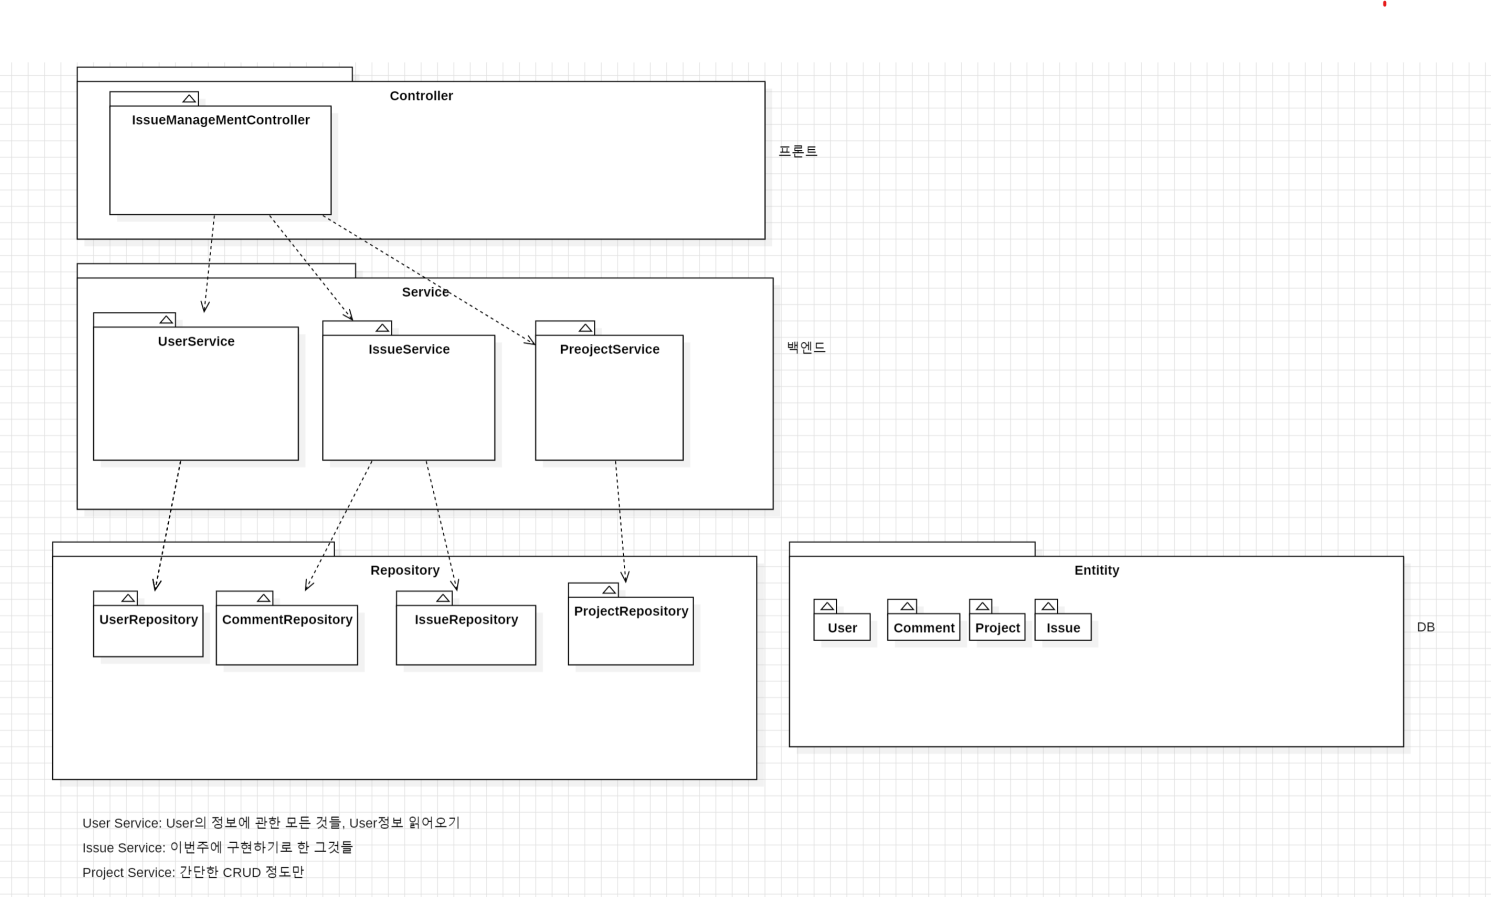 Controller
IssueManageMentController
프론트
Service
UserService
IssueService
PreojectService
백엔드
Repository
UserRepository
CommentRepository
IssueRepository
ProjectRepository
Entitity
User
Comment
Project
Issue
DB
User Service: User의 정보에 관한 모든 것들, User정보 읽어오기
Issue Service: 이번주에 구현하기로 한 그것들
Project Service: 간단한 CRUD 정도만